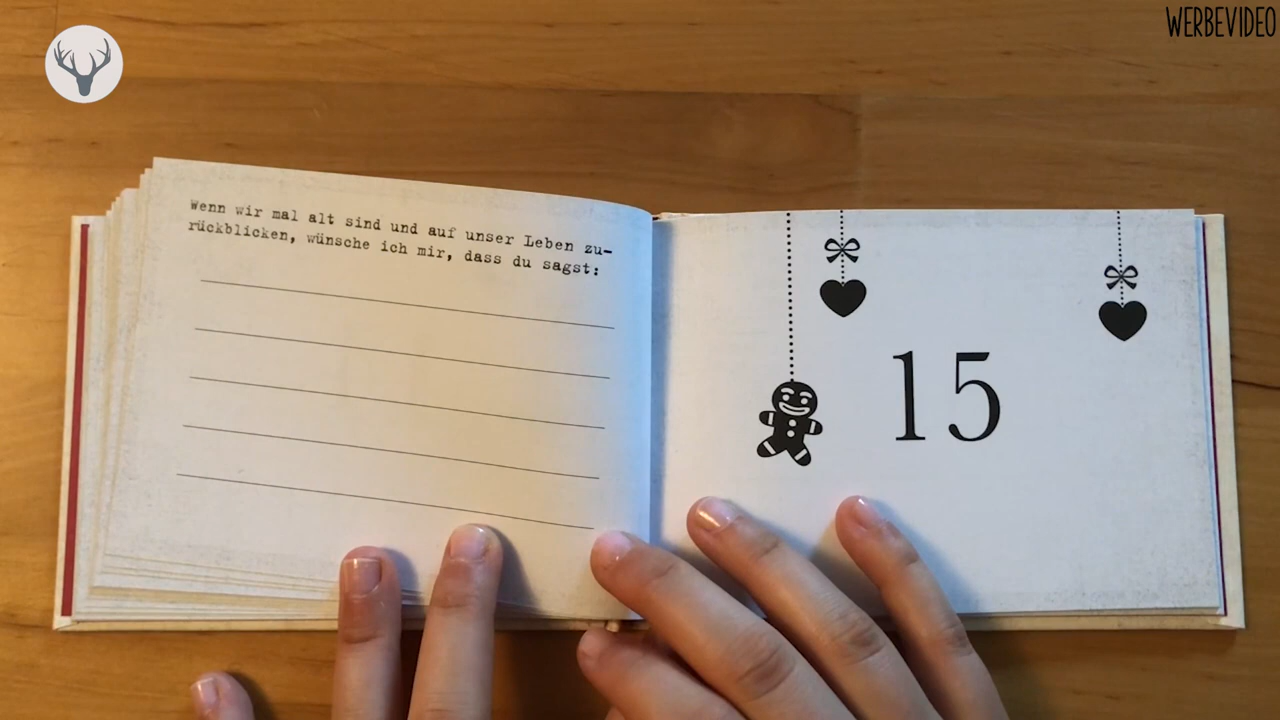 WERBEVIDEO
Wenn wir mal alt sind und auf unser Leben zu-
rückblicken, wünsche ich mir, dass du sagst:
15